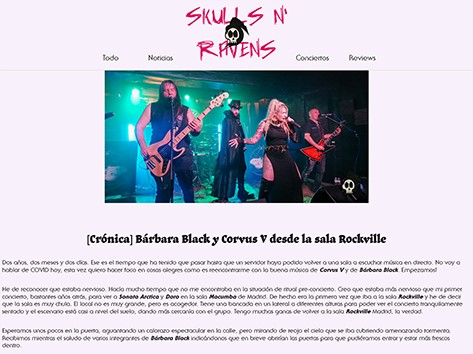 SKULLS N'
RAVENS
Todo Noticias Conciertos Reviews
[Crónica] Bárbara Black y Corvus V desde la sala Rockville
Dos años, dos meses y dos días. Ese es el tiempo que ha tenido que pasar hasta que un servidor haya podido volver a una sala a escuchar música en directo. No voy a
hablar de COVID hoy, esta vez quiero hacer foco en cosas alegres como es reencontrarme con la buena música de Corvus V y de Bárbara Black. Empezamos!
He de reconocer que estaba nervioso. Hacía mucho tiempo que no me encontraba en la situación de ritual pre-concierto. Creo que estaba más nervioso que mi primer
concierto, bastantes años atrás, para ver a Sonata Arctica y Doro en la sala Macumba de Madrid. De hecho era la primera vez que iba a la sala Rockville y he de decir
que la sala es muy chula. El local no es muy grande, pero es acogedor. Tiene una bancada en un lateral a diferentes alturas para poder ver el concierto tranquilamente
sentado y el escenario está casi a nivel del suelo, dando más cercanía con el grupo. Tengo muchas ganas de volver a la sala Rockville Madrid, la verdad.
Esperamos unos pocos en la puerta, aguantando un calorazo espectacular en la calle, pero mirando de reojo el cielo que se iba cubriendo amenazando tormenta.
Recibimos mientras el saludo de varios integrantes de Bárbara Black indicándonos que en breve abrirían las puertas para que pudiéramos entrar y estar más frescos
dentro.